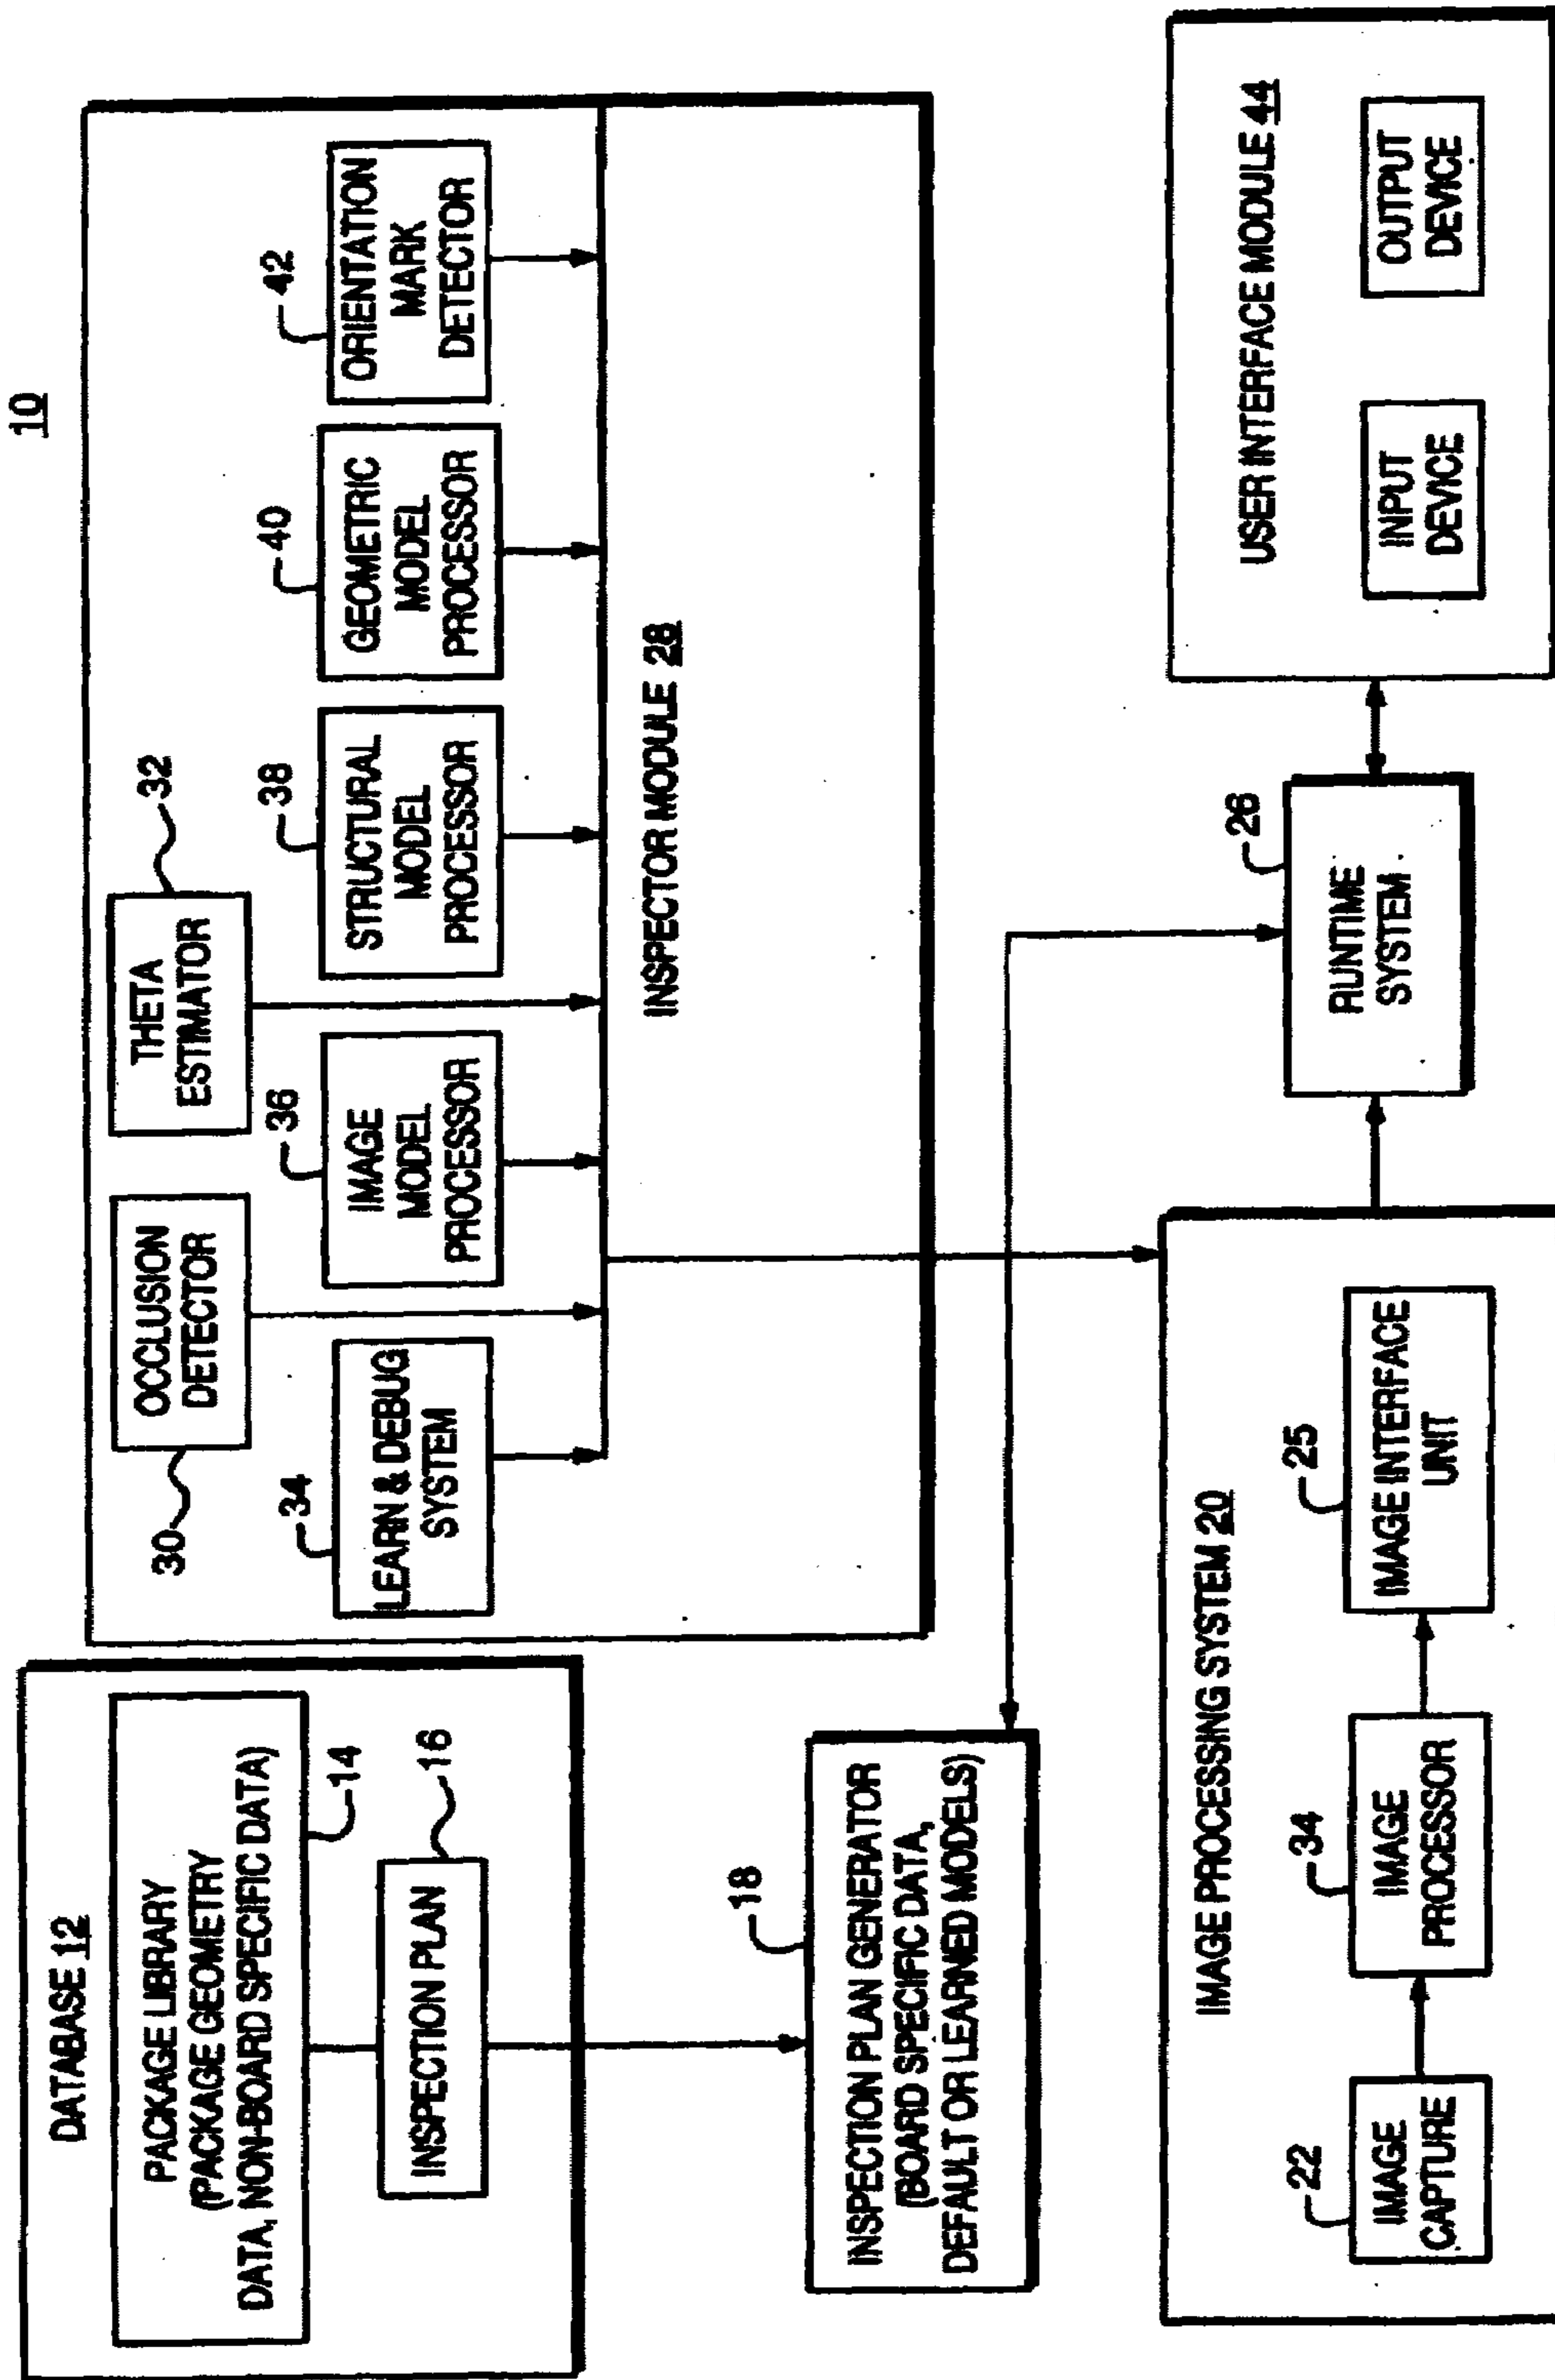 10
DATABASE 12
PACKAGE LIBRARY
(PACKAGE GEOMETRY
DATA, NON-BOARD SPECIFIC DATA)
14
INSPECTION PLAN
16
18
INSPECTION PLAN GENERATOR
(BOARD SPECIFIC DATA,
DEFAULT OR LEARNED MODELS)
30
OCCLUSION
DETECTOR
THETA
ESTIMATOR
32
34
LEARN & DEBUG
SYSTEM
36
IMAGE
MODEL
PROCESSOR
38
STRUCTURAL
MODEL
PROCESSOR
40
GEOMETRIC
MODEL
PROCESSOR
42
ORIENTATION
MARK
DETECTOR
INSPECTOR MODULE 28
IMAGE PROCESSING SYSTEM 20
22
IMAGE
CAPTURE
34
IMAGE
PROCESSOR
25
IMAGE INTERFACE
UNIT
26
RUNTIME
SYSTEM
USER INTERFACE MODULE 44
INPUT
DEVICE
OUTPUT
DEVICE